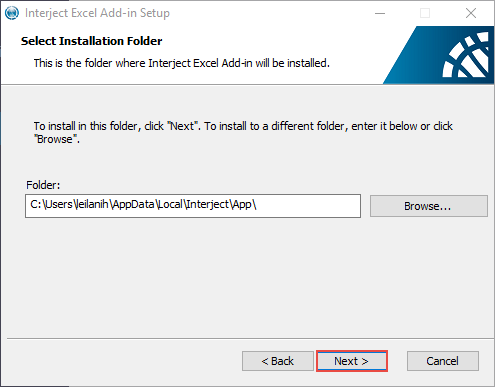 Interject Excel Add-in Setup
Select Installation Folder
This is the folder where Interject Excel Add-in will be installed.
To install in this folder, click "Next". To install to a different folder, enter it below or click
"Browse".
Folder:
C:\Users\leilanih\AppData\Local\Interject\App\
Browse...
< Back
Next >
Cancel